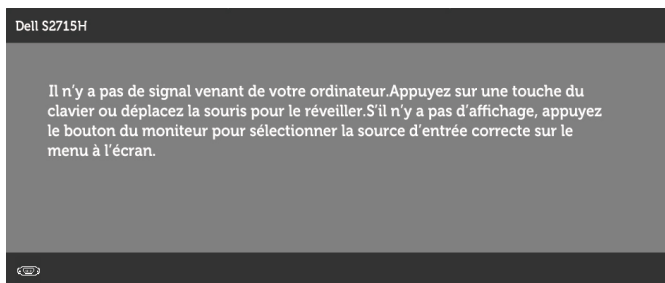 Dell S2715H
Il n'y a pas de signal venant de votre ordinateur.Appuyez sur une touche du
clavier ou déplacez la souris pour le réveiller.S'il n'y a pas d'affichage, appuyez
le bouton du moniteur pour sélectionner la source d'entrée correcte sur le
menu à l'écran.